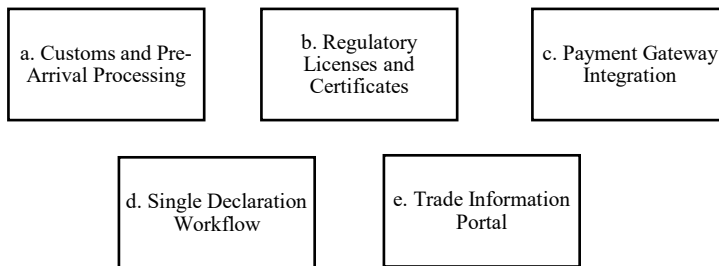 a. Customs and Pre-
Arrival Processing
b. Regulatory
Licenses and
Certificates
c. Payment Gateway
Integration
d. Single Declaration
Workflow
e. Trade Information
Portal